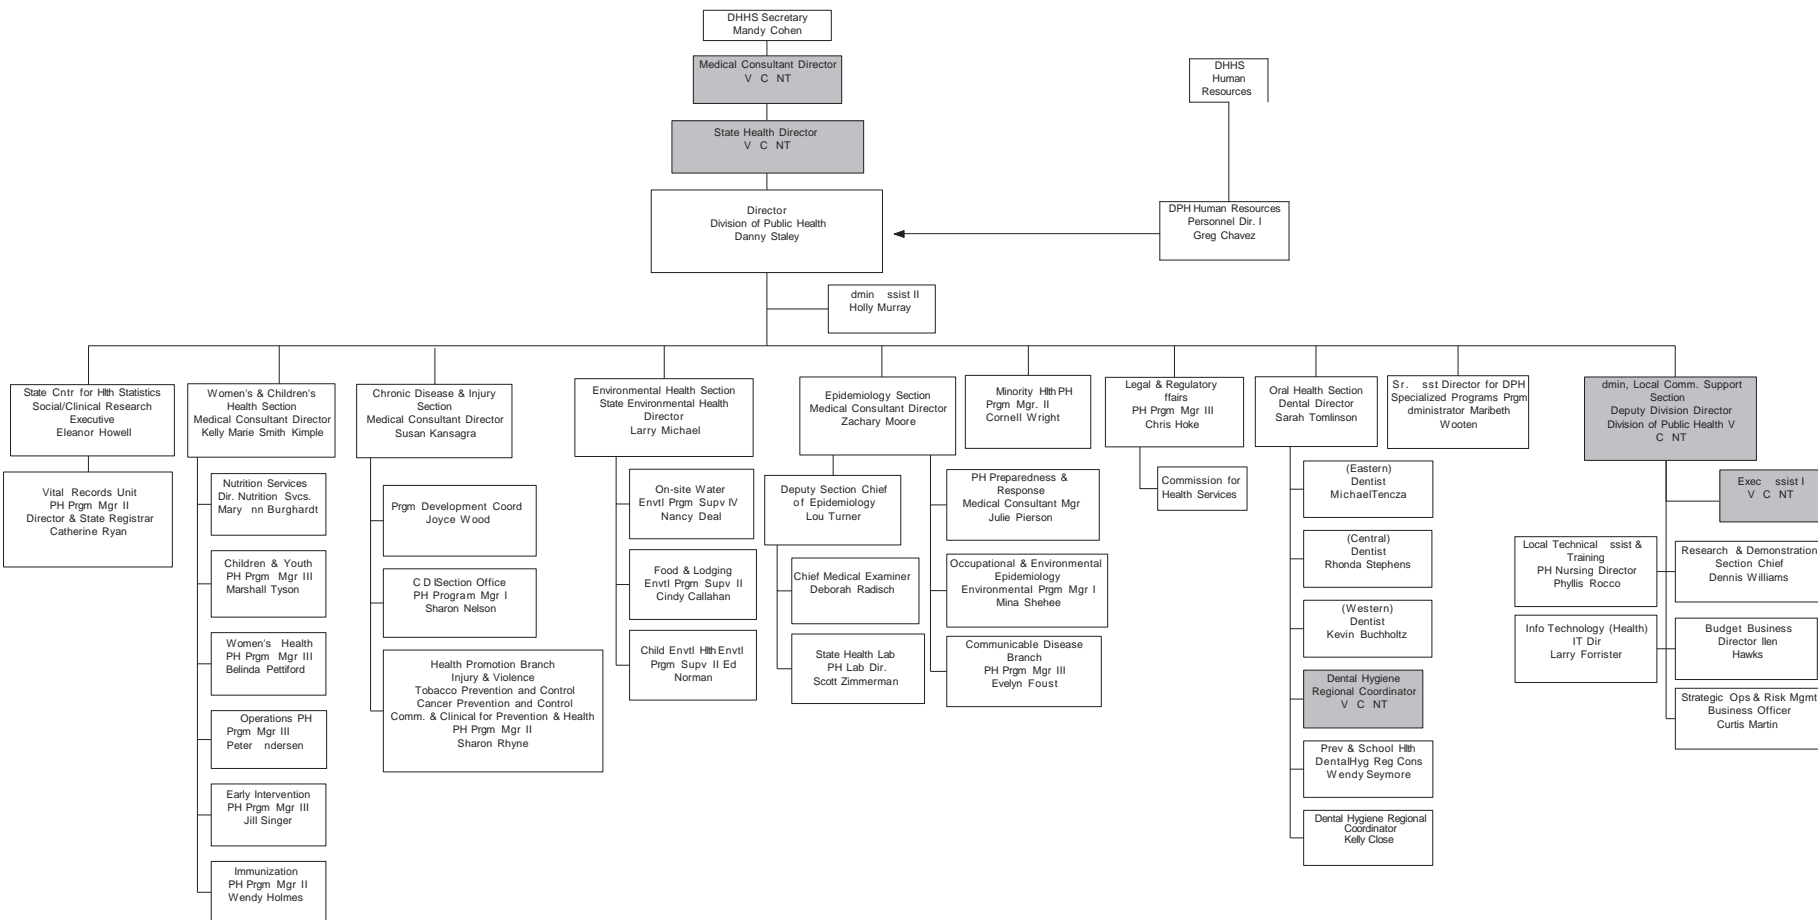 DHHS Secretary
Mandy Cohen
Medical Consultant Director
V C NT
State Health Director
V C NT
DHHS
Human
Resources
Director
Division of Public Health
Danny Staley
DPH Human Resources
Personnel Dir. I
Greg Chavez
dmin ssist II
Holly Murray
State Cntr for Hlth Statistics
Social/Clinical Research
Executive
Eleanor Howell
Vital Records Unit
PH Prgm Mgr II
Director & State Registrar
Catherine Ryan
Women's & Children's
Health Section
Medical Consultant Director
Kelly Marie Smith Kimple
Nutrition Services
Dir. Nutrition Svcs.
Mary nn Burghardt
Children & Youth
PH Prgm Mgr III
Marshall Tyson
Women's Health
PH Prgm Mgr III
Belinda Pettiford
Operations PH
Prgm Mgr III
Peter ndersen
Early Intervention
PH Prgm Mgr III
Jill Singer
Immunization
PH Prgm Mgr II
Wendy Holmes
Chronic Disease & Injury
Section
Medical Consultant Director
Susan Kansagra
Prgm Development Coord
Joyce Wood
C D I Section Office
PH Program Mgr I
Sharon Nelson
Health Promotion Branch
Injury & Violence
Tobacco Prevention and Control
Cancer Prevention and Control
Comm. & Clinical for Prevention & Health
PH Prgm Mgr II
Sharon Rhyne
Environmental Health Section
State Environmental Health
Director
Larry Michael
On-site Water
Envtl Prgm Supv IV
Nancy Deal
Food & Lodging
Envtl Prgm Supv II
Cindy Callahan
Child Envtl Hlth Envtl
Prgm Supv II Ed
Norman
Epidemiology Section
Medical Consultant Director
Zachary Moore
Deputy Section Chief
of Epidemiology
Lou Turner
Chief Medical Examiner
Deborah Radisch
State Health Lab
PH Lab Dir.
Scott Zimmerman
PH Preparedness &
Response
Medical Consultant Mgr
Julie Pierson
Occupational & Environmental
Epidemiology
Environmental Prgm Mgr I
Mina Shehee
Communicable Disease
Branch
PH Prgm Mgr III
Evelyn Foust
Minority Hlth PH
Prgm Mgr. II
Cornell Wright
Legal & Regulatory
ffairs
PH Prgm Mgr III
Chris Hoke
Commission for
Health Services
Oral Health Section
Dental Director
Sarah Tomlinson
(Eastern)
Dentist
MichaelTencza
(Central)
Dentist
Rhonda Stephens
(Western)
Dentist
Kevin Buchholtz
Dental Hygiene
Regional Coordinator
V C NT
Prev & School Hlth
DentalHyg Reg Cons
Wendy Seymore
Dental Hygiene Regional
Coordinator
Kelly Close
Sr. sst Director for DPH
Specialized Programs Prgm
dministrator Maribeth
Wooten
dmin, Local Comm. Support
Section
Deputy Division Director
Division of Public Health V
C NT
Exec ssist I
V C NT
Local Technical ssist &
Training
PH Nursing Director
Phyllis Rocco
Research & Demonstration
Section Chief
Dennis Williams
Info Technology (Health)
IT Dir
Larry Forrister
Budget Business
Director llen
Hawks
Strategic Ops & Risk Mgmt
Business Officer
Curtis Martin